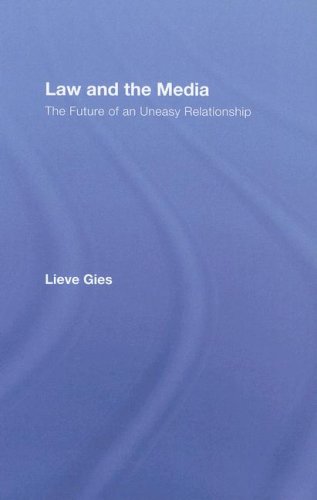 Law and the Media
The Future of an Uneasy Relationship
Lieve Gies